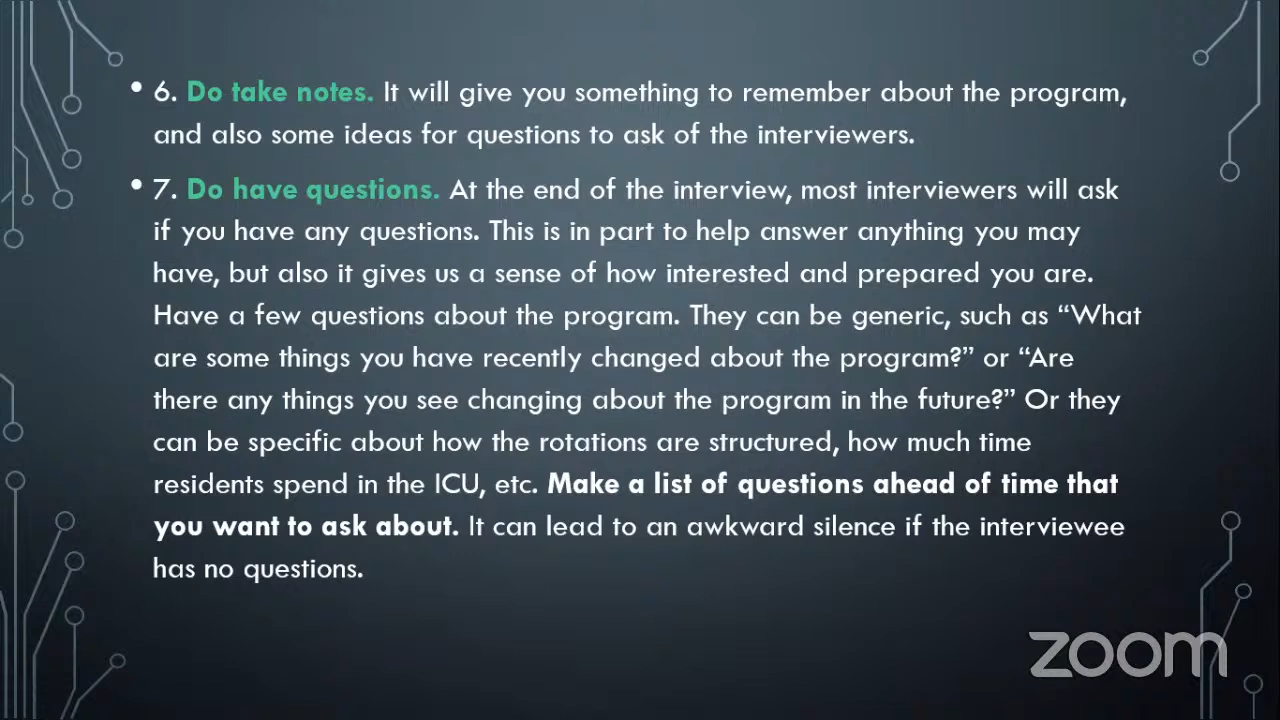 • 6. Do take notes. It will give you something to remember about the program,
and also some ideas for questions to ask of the interviewers.
• 7. Do have questions. At the end of the interview, most interviewers will ask
if you have any questions. This is in part to help answer anything you may
have, but also it gives us a sense of how interested and prepared you are.
Have a few questions about the program. They can be generic, such as “What
are some things you have recently changed about the program?” or “Are
there any things you see changing about the program in the future?” Or they
can be specific about how the rotations are structured, how much time
residents spend in the ICU, etc. Make a list of questions ahead of time that
you want to ask about. It can lead to an awkward silence if the interviewee
has no questions.
zoom